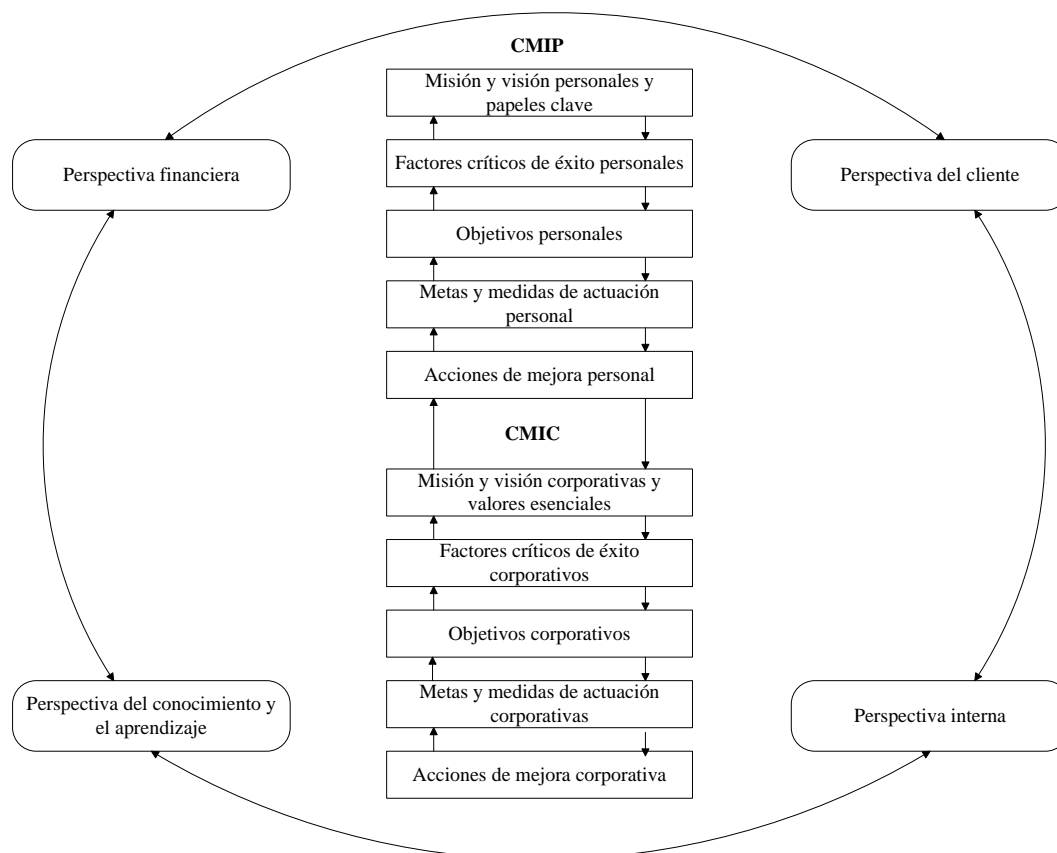 CMIP
Misión y visión personales y
papeles clave
Perspectiva financiera
Factores críticos de éxito personales
Perspectiva del cliente
Objetivos personales
Metas y medidas de actuación
personal
Acciones de mejora personal
CMIC
Misión y visión corporativas y
valores esenciales
Factores críticos de éxito
corporativos
Objetivos corporativos
Perspectiva del conocimiento y
el aprendizaje
Metas y medidas de actuación
corporativas
Perspectiva interna
Acciones de mejora corporativa